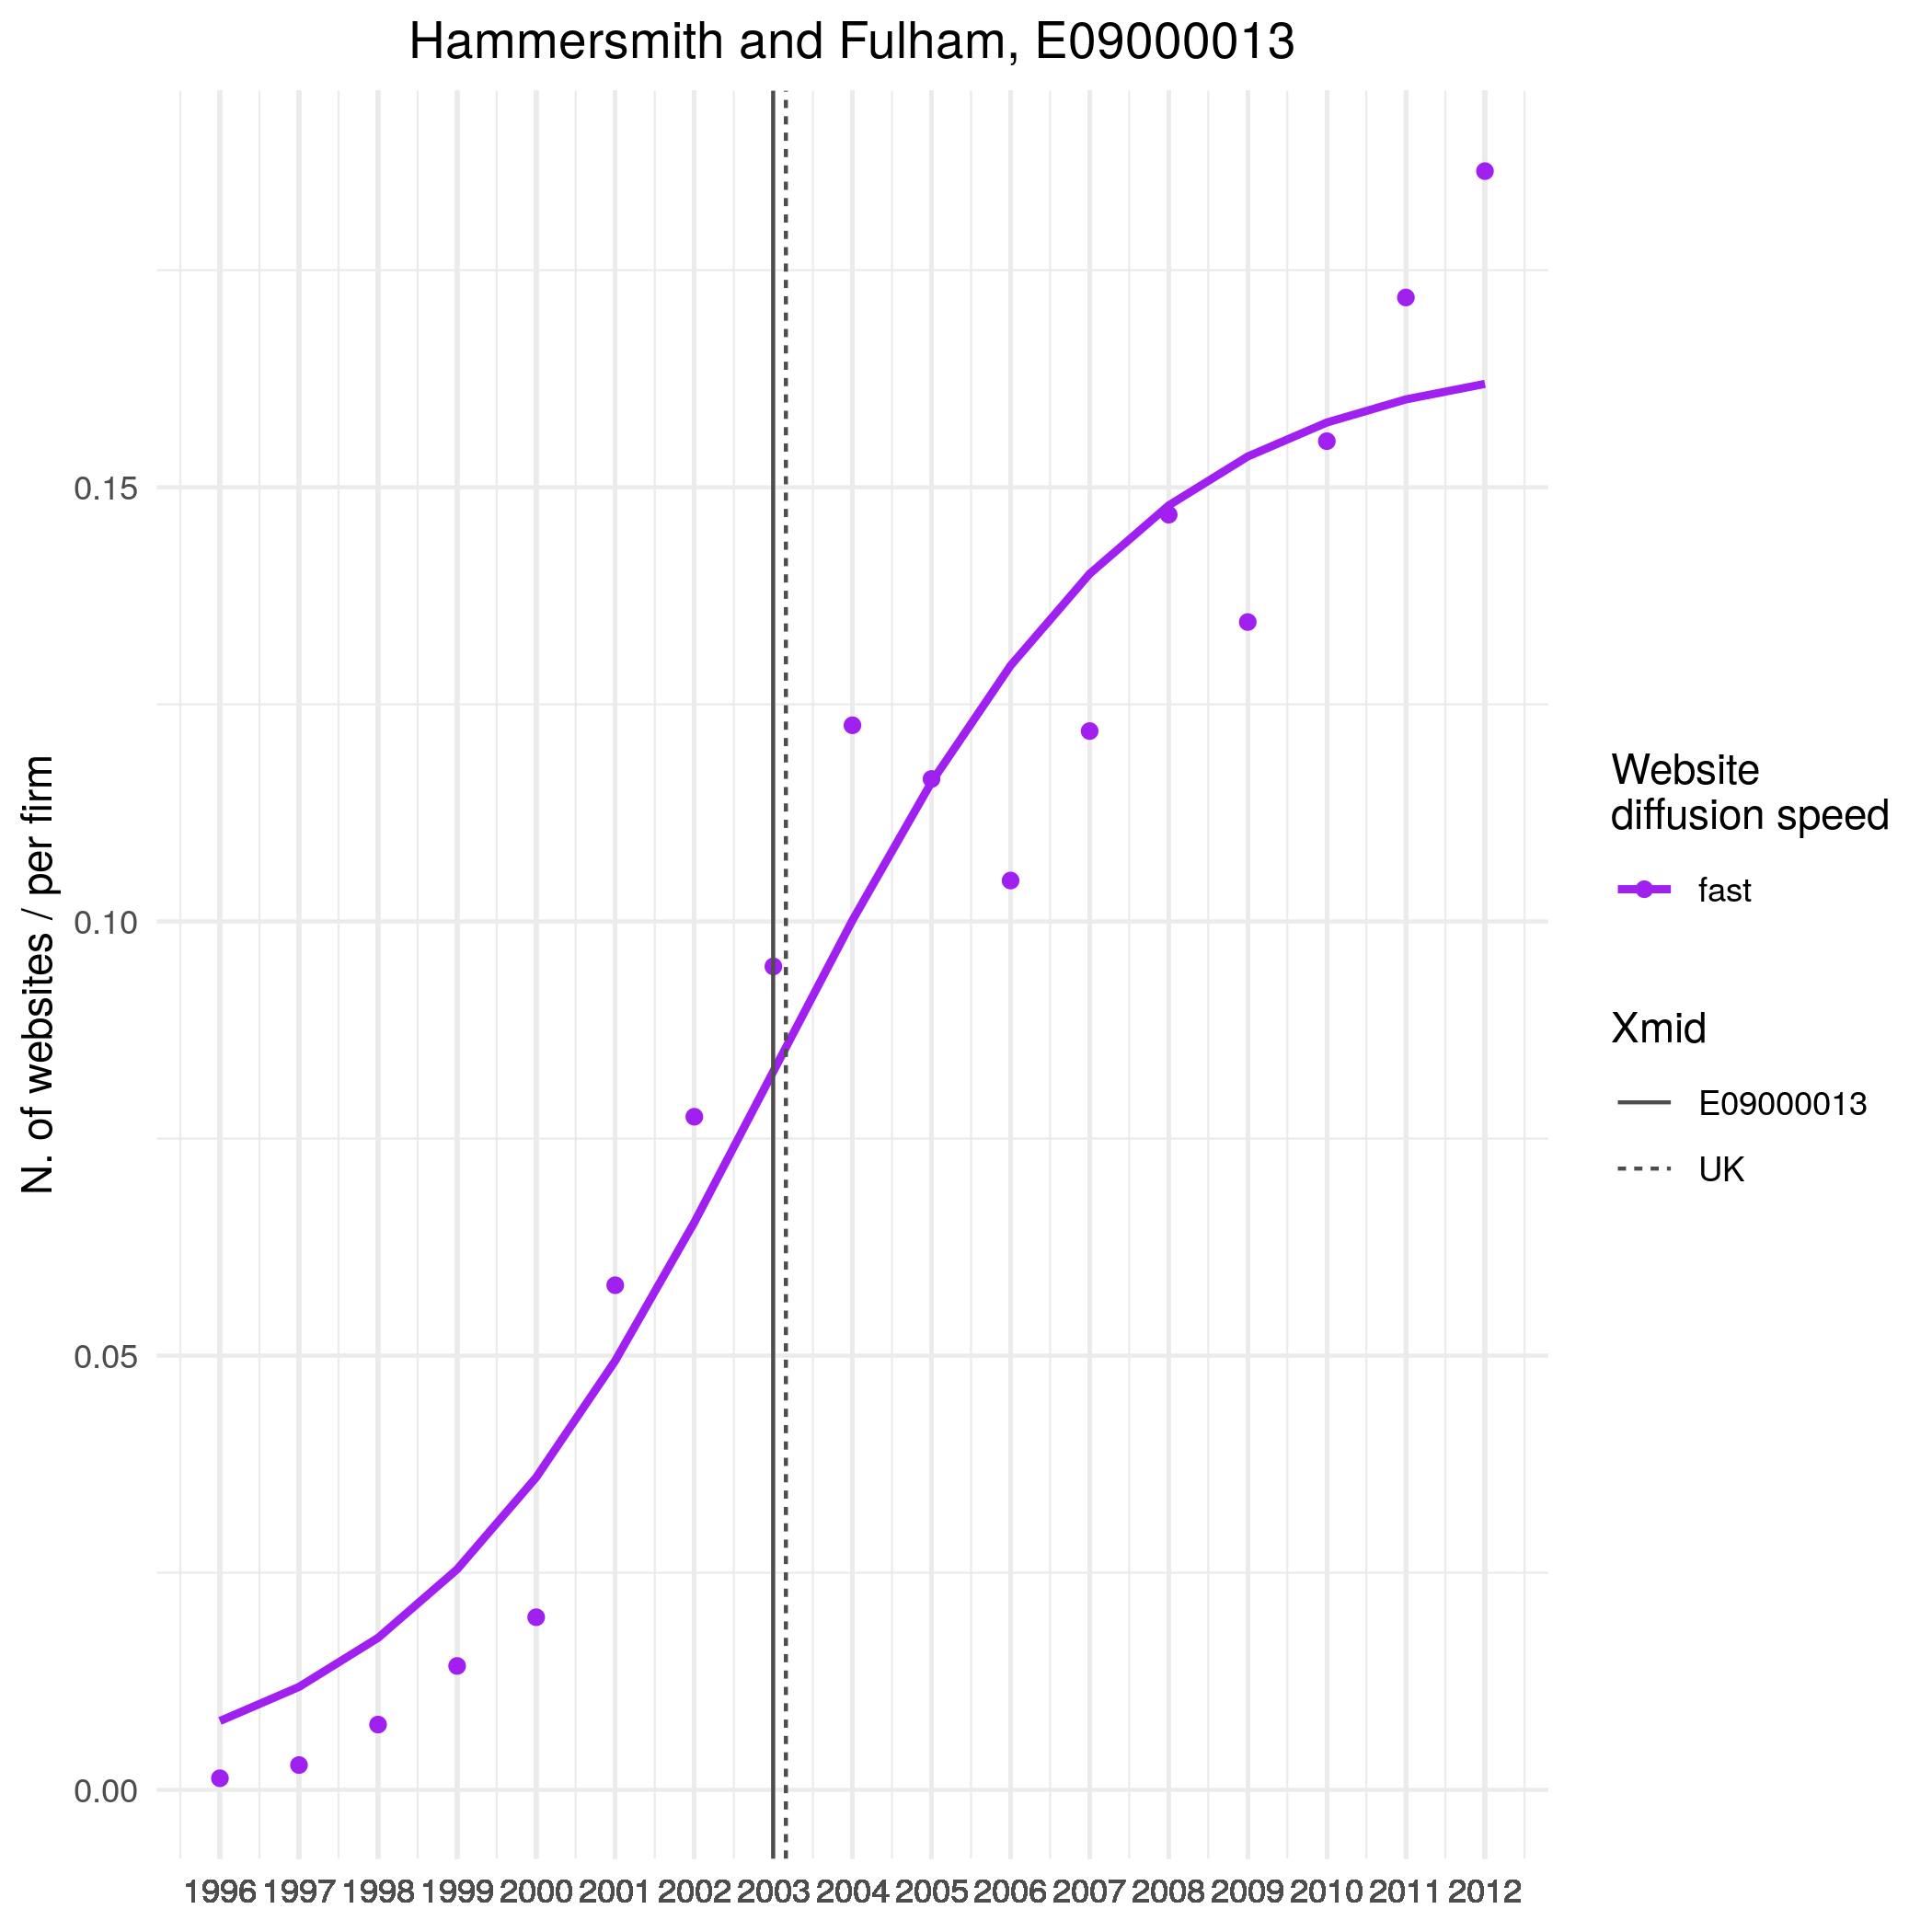 Hammersmith and Fulham, E09000013
N. of websites / per firm
0.15
0.10
0.05
0.00
1996 1997 1998 1999 2000 2001 2002 2003 2004 2005 2006 2007 2008 2009 2010 2011 2012
Website
diffusion speed
fast
Xmid
E09000013
UK